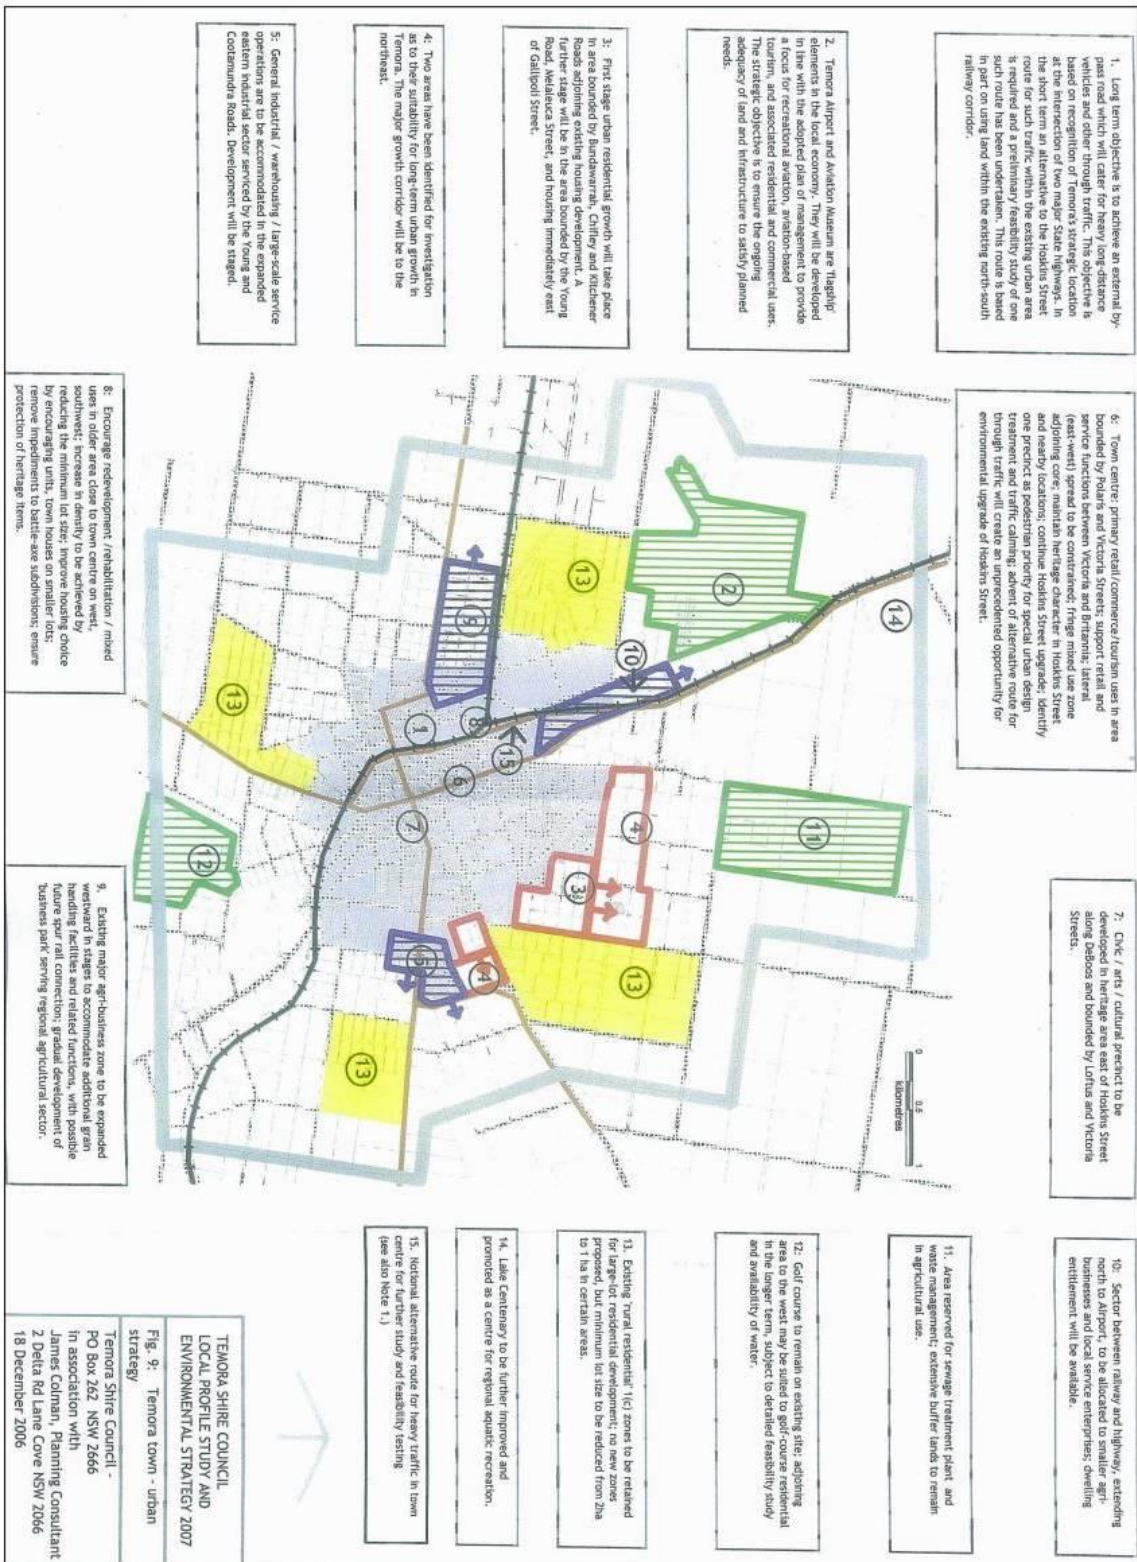 1. Long term objective is to achieve an external by-
pass road which will cater for heavy long-distance
vehicles and other through traffic. This objective is
based on recognition of Temora's strategic location
at the intersection of two major State highways. In
the short term an alternative to the Hoskins Street
route for such traffic within the existing urban area
is required and a preliminary feasibility study of one
such route has been undertaken. This route is based
in part on using land within the existing north-south
railway corridor.
2. Temora Airport and Aviation Museum are 'flagship'
elements in the local economy. They will be developed
in line with the adopted plan of management to provide
a focus for recreational aviation, aviation-based
tourism, and associated residential and commercial uses.
The strategic objective is to ensure the ongoing
adequacy of land and infrastructure to satisfy planned
needs.
3: First stage urban residential growth will take place
in area bounded by Bundawarrah, Chifley and Kitchener
Roads adjoining existing housing development. A
further stage will be in the area bounded by the Young
Road, Melaleuca Street, and housing immediately east
of Gallipoli Street.
4: Two areas have been identified for investigation
as to their suitability for long-term urban growth in
Temora. The major growth corridor will be to the
northeast.
5: General industrial / warehousing / large-scale service
operations are to be accommodated in the expanded
eastern industrial sector serviced by the Young and
Cootamundra Roads. Development will be staged.
6: Town centre: primary retail/commerce/tourism uses in area
bounded by Polaris and Victoria Streets; support retail and
service functions between Victoria and Britannia; lateral
(east-west) spread to be constrained; fringe mixed use zone
adjoining core; maintain heritage character in Hoskins Street
and nearby locations; continue Hoskins Street upgrade; identify
one precinct as pedestrian priority for special urban design
treatment and traffic calming; advent of alternative route for
through traffic will create an unprecedented opportunity for
environmental upgrade of Hoskins Street.
7: Civic / arts / cultural precinct to be
developed in heritage area east of Hoskins Street
along DeBoos and bounded by Loftus and Victoria
Streets.
8: Encourage redevelopment /rehabilitation / mixed
uses in older area close to town centre on west,
southwest; increase in density to be achieved by
reducing the minimum lot size; improve housing choice
by encouraging units, town houses on smaller lots;
remove impediments to battle-axe subdivisions; ensure
protection of heritage items.
9. Existing major agri-business zone to be expanded
westward in stages to accommodate additional grain
handling facilities and related functions, with possible
future spur rail connection; gradual development of
'business park' serving regional agricultural sector.
10: Sector between railway and highway, extending
north to Airport, to be allocated to smaller agri-
businesses and local service enterprises; dwelling
entitlement will be available.
11. Area reserved for sewage treatment plant and
waste management; extensive buffer lands to remain
in agricultural use.
12: Golf course to remain on existing site; adjoining
area to the west may be suited to golf-course residential
in the longer term, subject to detailed feasibility study
and availability of water.
13. Existing 'rural residential' 1(c) zones to be retained
for large-lot residential development; no new zones
proposed, but minimum lot size to be reduced from 2ha
to 1 ha in certain areas.
14. Lake Centenary to be further improved and
promoted as a centre for regional aquatic recreation.
15. Notional alternative route for heavy traffic in town
centre for further study and feasibility testing
(see also Note 1.)
14
2
13
10
9
8
15
1
6
7
11
4
3
13
4
5
13
13
12
0 0.5 1
kilometres
TEMORA SHIRE COUNCIL
LOCAL PROFILE STUDY AND
ENVIRONMENTAL STRATEGY 2007
Fig. 9: Temora town - urban
strategy
Temora Shire Council -
PO Box 262 NSW 2666
in association with
James Colman, Planning Consultant
2 Delta Rd Lane Cove NSW 2066
18 December 2006